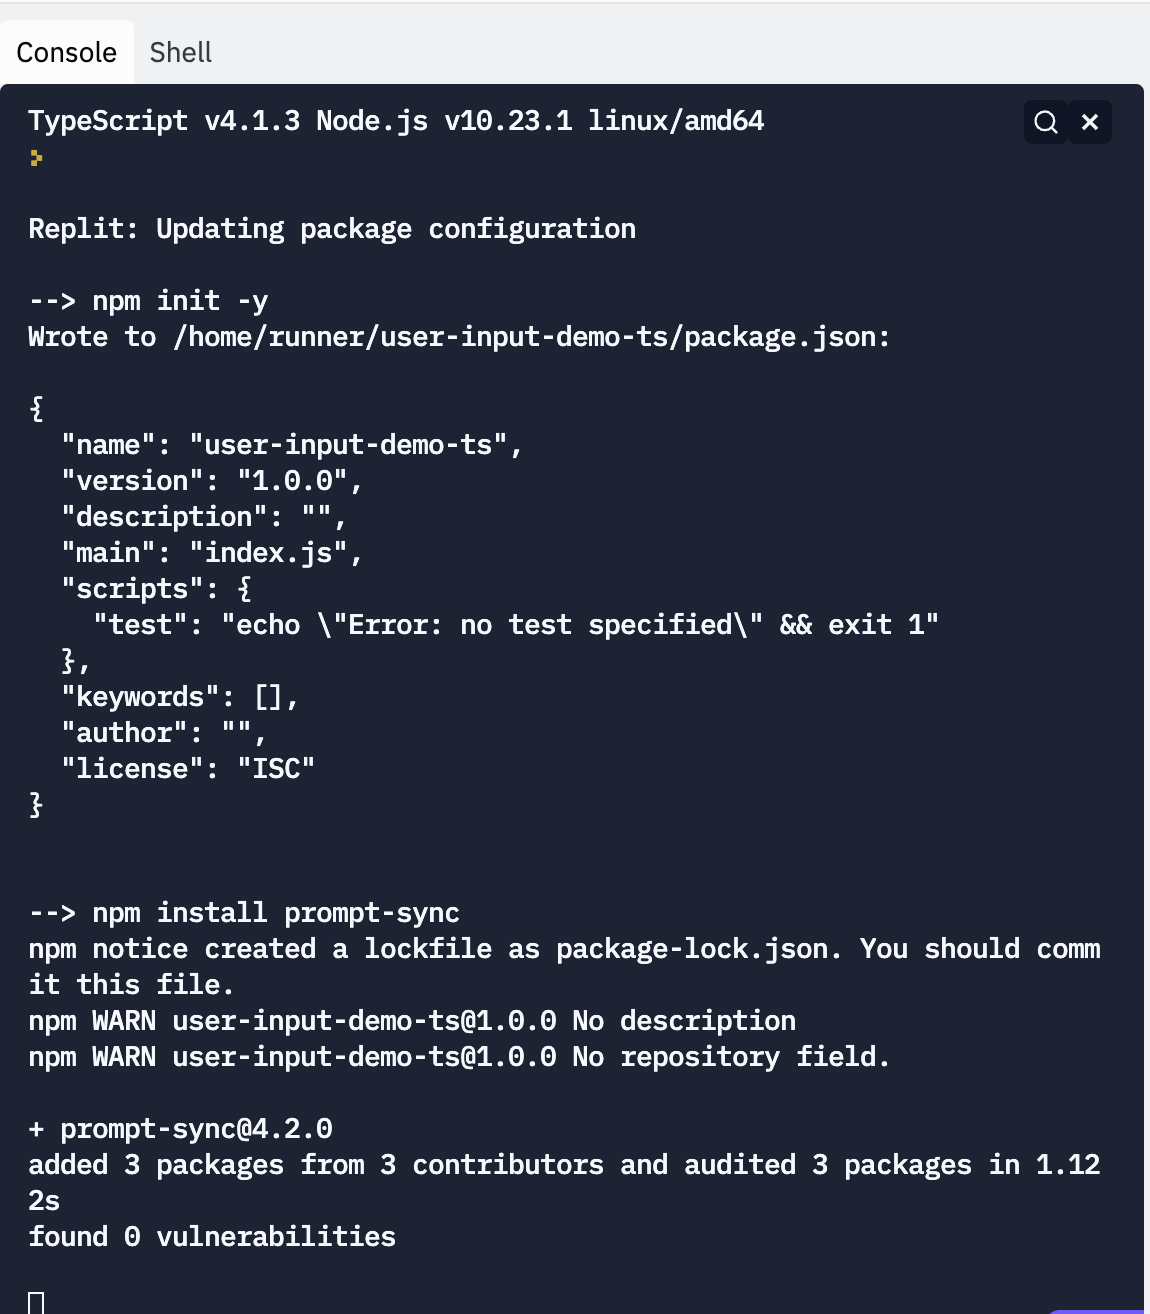 Console Shell
TypeScript v4.1.3 Node.js v10.23.1 linux/amd64

Replit: Updating package configuration

--> npm init -y
Wrote to /home/runner/user-input-demo-ts/package.json:

{
  "name": "user-input-demo-ts",
  "version": "1.0.0",
  "description": "",
  "main": "index.js",
  "scripts": {
    "test": "echo \"Error: no test specified\" && exit 1"
  },
  "keywords": [],
  "author": "",
  "license": "ISC"
}

--> npm install prompt-sync
npm notice created a lockfile as package-lock.json. You should comm
it this file.
npm WARN user-input-demo-ts@1.0.0 No description
npm WARN user-input-demo-ts@1.0.0 No repository field.

+ prompt-sync@4.2.0
added 3 packages from 3 contributors and audited 3 packages in 1.12
2s
found 0 vulnerabilities